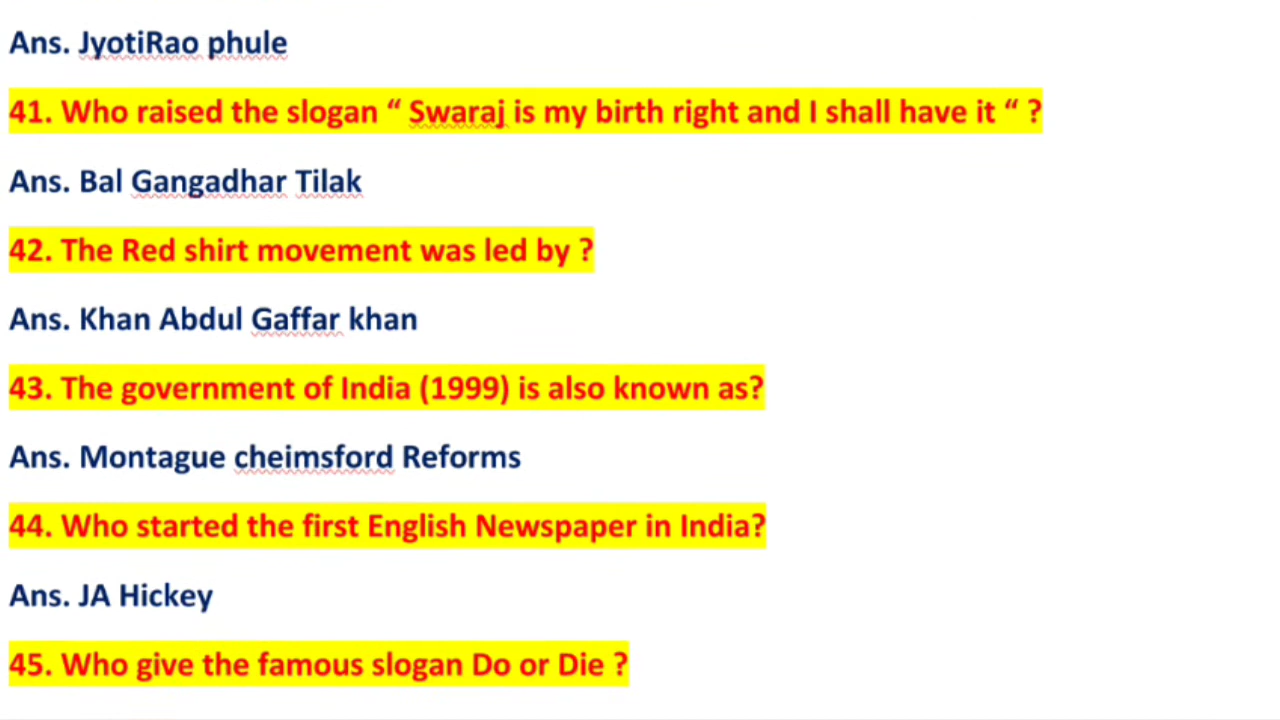 Ans. JyotiRao phule
41. Who raised the slogan “ Swaraj is my birth right and I shall have it “ ?
Ans. Bal Gangadhar Tilak
42. The Red shirt movement was led by ?
Ans. Khan Abdul Gaffar khan
43. The government of India (1999) is also known as?
Ans. Montague cheimsford Reforms
44. Who started the first English Newspaper in India?
Ans. JA Hickey
45. Who give the famous slogan Do or Die ?